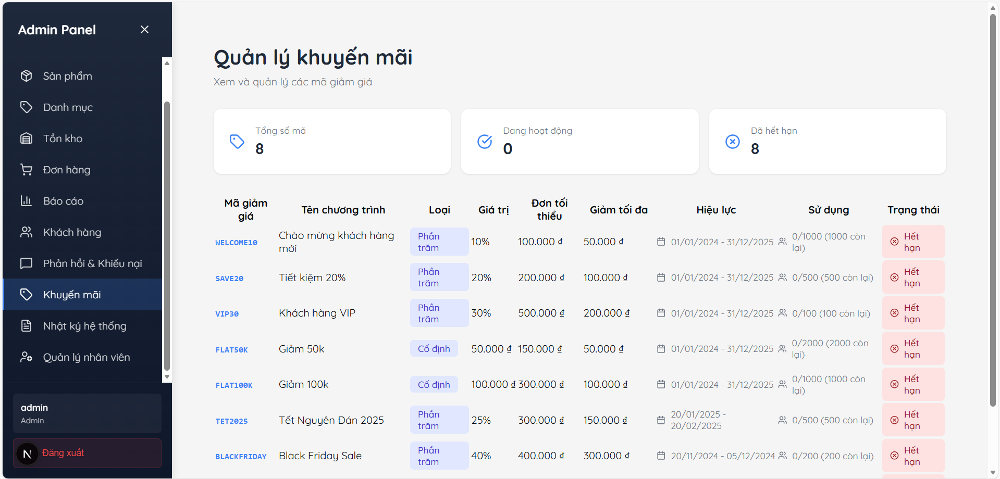 Admin Panel
Sản phẩm
Danh mục
Tồn kho
Đơn hàng
Báo cáo
Khách hàng
Phản hồi & Khiếu nại
Khuyến mãi
Nhật ký hệ thống
Quản lý nhân viên
admin
Admin
N
Đăng xuất
Quản lý khuyến mãi
Xem và quản lý các mã giảm giá
Tổng số mã
8
Đang hoạt động
0
Đã hết hạn
8
Mã giảm giá Tên chương trình Loại Giá trị Đơn tối thiểu Giảm tối đa Hiệu lực Sử dụng Trạng thái
WELCOME10 Chào mừng khách hàng mới Phần trăm 10% 100.000 ₫ 50.000 ₫ 01/01/2024 - 31/12/2025 0/1000 (1000 còn lại) Hết hạn
SAVE20 Tiết kiệm 20% Phần trăm 20% 200.000 ₫ 100.000 ₫ 01/01/2024 - 31/12/2025 0/500 (500 còn lại) Hết hạn
VIP30 Khách hàng VIP Phần trăm 30% 500.000 ₫ 200.000 ₫ 01/01/2024 - 31/12/2025 0/100 (100 còn lại) Hết hạn
FLAT50K Giảm 50k Cố định 50.000 ₫ 150.000 ₫ 50.000 ₫ 01/01/2024 - 31/12/2025 0/2000 (2000 còn lại) Hết hạn
FLAT100K Giảm 100k Cố định 100.000 ₫ 300.000 ₫ 100.000 ₫ 01/01/2024 - 31/12/2025 0/1000 (1000 còn lại) Hết hạn
TET2025 Tết Nguyên Đán 2025 Phần trăm 25% 300.000 ₫ 150.000 ₫ 20/01/2025 - 20/02/2025 0/500 (500 còn lại) Hết hạn
BLACKFRIDAY Black Friday Sale Phần trăm 40% 400.000 ₫ 300.000 ₫ 20/11/2024 - 05/12/2024 0/200 (200 còn lại) Hết hạn